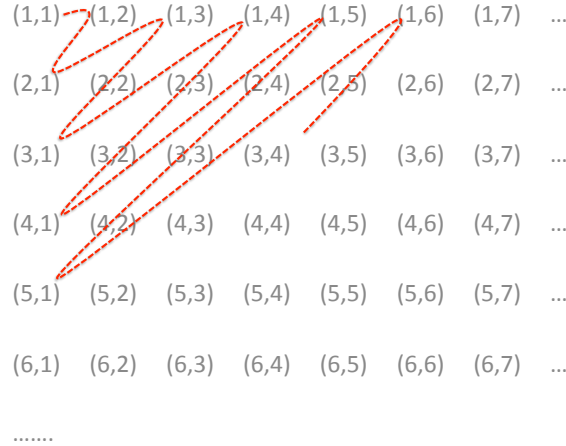 (1,1) (1,2) (1,3) (1,4) (1,5) (1,6) (1,7) ...
(2,1) (2,2) (2,3) (2,4) (2,5) (2,6) (2,7) ...
(3,1) (3,2) (3,3) (3,4) (3,5) (3,6) (3,7) ...
(4,1) (4,2) (4,3) (4,4) (4,5) (4,6) (4,7) ...
(5,1) (5,2) (5,3) (5,4) (5,5) (5,6) (5,7) ...
(6,1) (6,2) (6,3) (6,4) (6,5) (6,6) (6,7) ...
.......